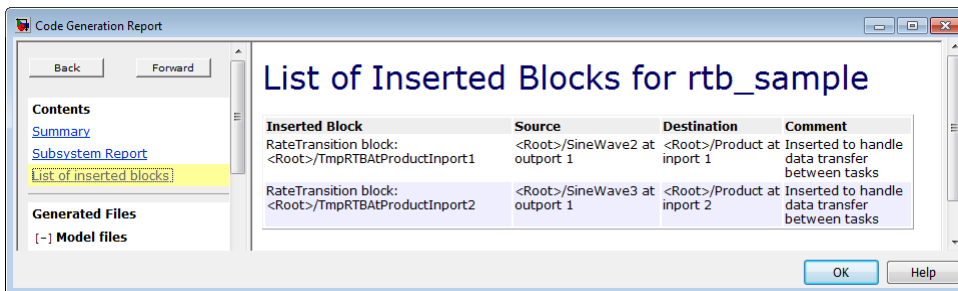 Code Generation Report
Back Forward
Contents
Summary
Subsystem Report
List of inserted blocks
Generated Files
[-] Model files
List of Inserted Blocks for rtb_sample
Inserted Block Source Destination Comment
RateTransition block: <Root>/SineWave2 at <Root>/Product at Inserted to handle
<Root>/TmpRTBAtProductInport1 outport 1 inport 1 data transfer
between tasks
RateTransition block: <Root>/SineWave3 at <Root>/Product at Inserted to handle
<Root>/TmpRTBAtProductInport2 outport 1 inport 2 data transfer
between tasks
OK Help